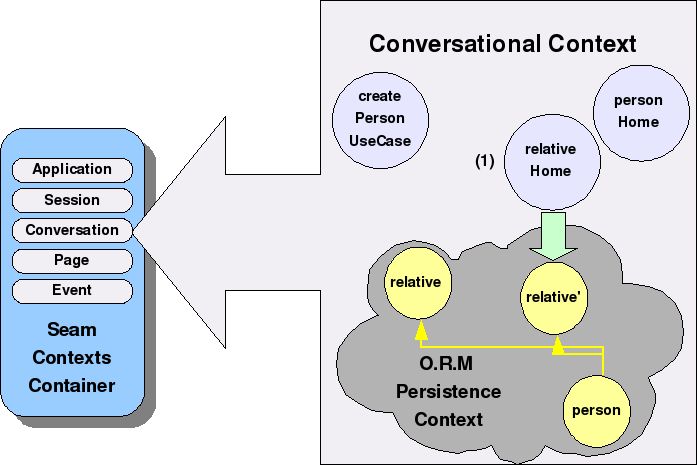 Conversational Context
create
Person
UseCase
person
Home
(1)
relative
Home
Application
Session
Conversation
Page
Event
Seam
Contexts
Container
relative
relative'
O.R.M
Persistence
Context
person